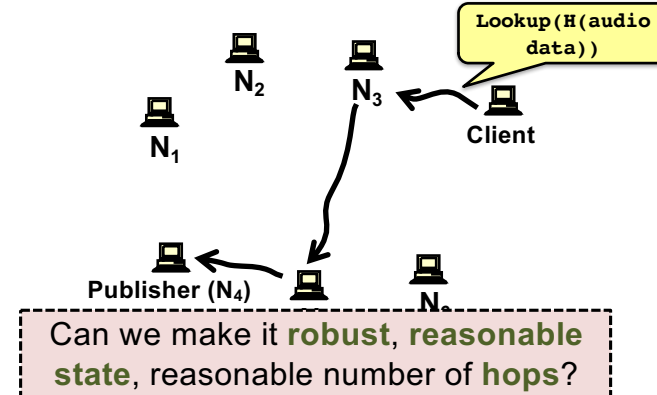 Lookup(H(audio
data))
N₂
N₃
Client
N₁
Publisher (N₄)
Can we make it robust, reasonable
state, reasonable number of hops?